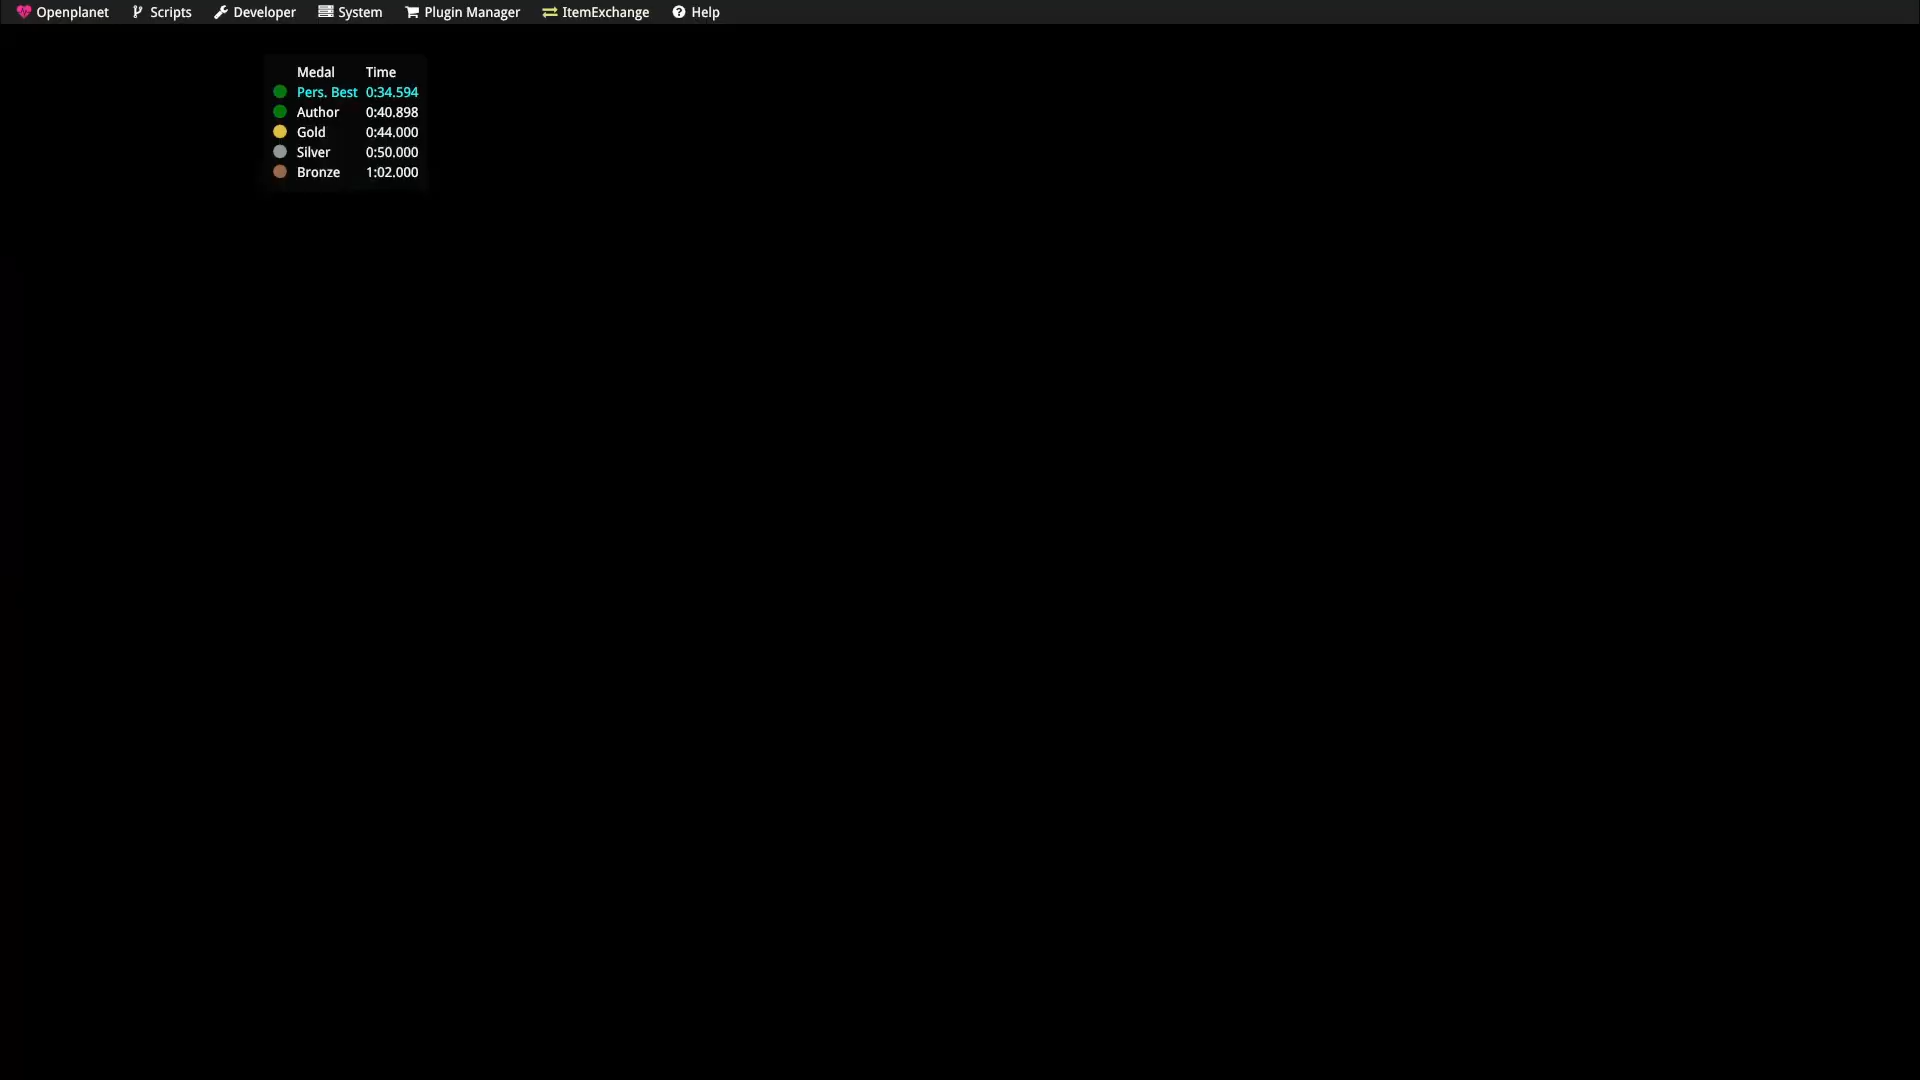 Openplanet Scripts Developer System Plugin Manager ItemExchange Help
Medal Time
Pers. Best 0:34.594
Author 0:40.898
Gold 0:44.000
Silver 0:50.000
Bronze 1:02.000